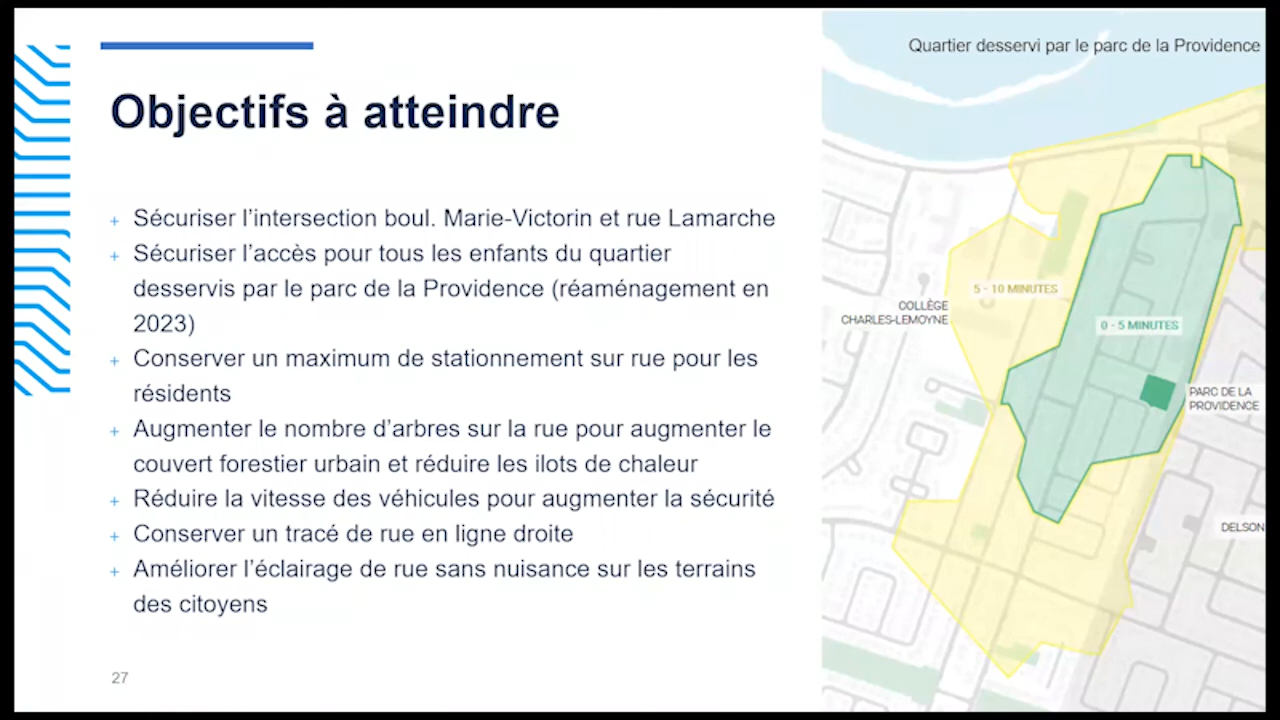 Quartier desservi par le parc de la Providence
Objectifs à atteindre
+ Sécuriser l'intersection boul. Marie-Victorin et rue Lamarche
+ Sécuriser l'accès pour tous les enfants du quartier
desservis par le parc de la Providence (réaménagement en
2023)
+ Conserver un maximum de stationnement sur rue pour les
résidents
+ Augmenter le nombre d'arbres sur la rue pour augmenter le
couvert forestier urbain et réduire les ilots de chaleur
+ Réduire la vitesse des véhicules pour augmenter la sécurité
+ Conserver un tracé de rue en ligne droite
+ Améliorer l'éclairage de rue sans nuisance sur les terrains
des citoyens
27
5 - 10 MINUTES
COLLÈGE
CHARLES-LEMOYNE
0 - 5 MINUTES
PARC DE LA
PROVIDENCE
DELSON